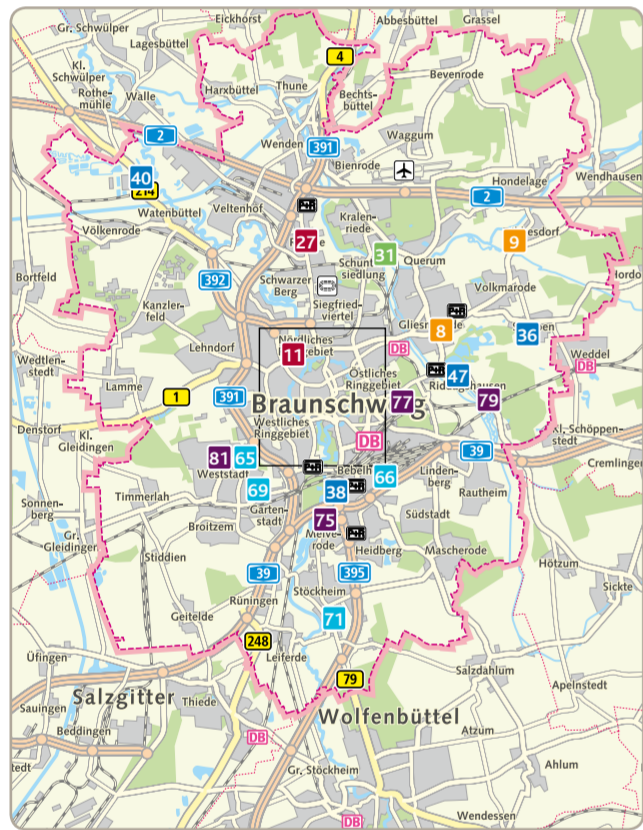 Eickhorst
Abbesbüttel
Grassel
Gr. Schwülper
Lagesbüttel
4
Kl.
Schwülper
Rothe-
mühle
Walle
Harxbüttel
Thune
Bechts-
büttel
Bevenrode
2
Wenden
391
Waggum
Bienrode
Wendhausen
40
214
Hondelage
2
Watenbüttel
Veltenhof
Kralen-
riede
Völkenrode
27
31
Querum
9
Bortfeld
392
Schwarzer
Berg
Schunt
siedlung
Volkmarode
Kanzler-
feld
Siegfried-
viertel
8
36
Lehndorf
Nördliches
11
DB
Weddel
DB
Wedtlen-
stedt
Östliches
Ringgebiet
47
Lamme
391
77
79
1
Braunschweig
Denstorf
Westliches
Ringgebiet
DB
Kl. Schöppen-
stedt
Kl.
Gleidingen
39
Cremlingen
81
65
Weststadt
66
Linden-
berg
Timmerlah
69
38
Rautheim
Sonnen-
berg
Garten-
stadt
Broitzem
75
Südstadt
Gr.
Gleidingen
Melve-
rode
Heidberg
Mascherode
Stiddien
Hötzum
39
395
Sickte
Stöckheim
Rüningen
Geitelde
71
248
Leiferde
Üfingen
Salzdahlum
79
Salzgitter
Thiede
Apelnstedt
Sauingen
Wolfenbüttel
Beddingen
DB
Atzum
Gr. Stöckheim
Ahlum
Wendessen
DB